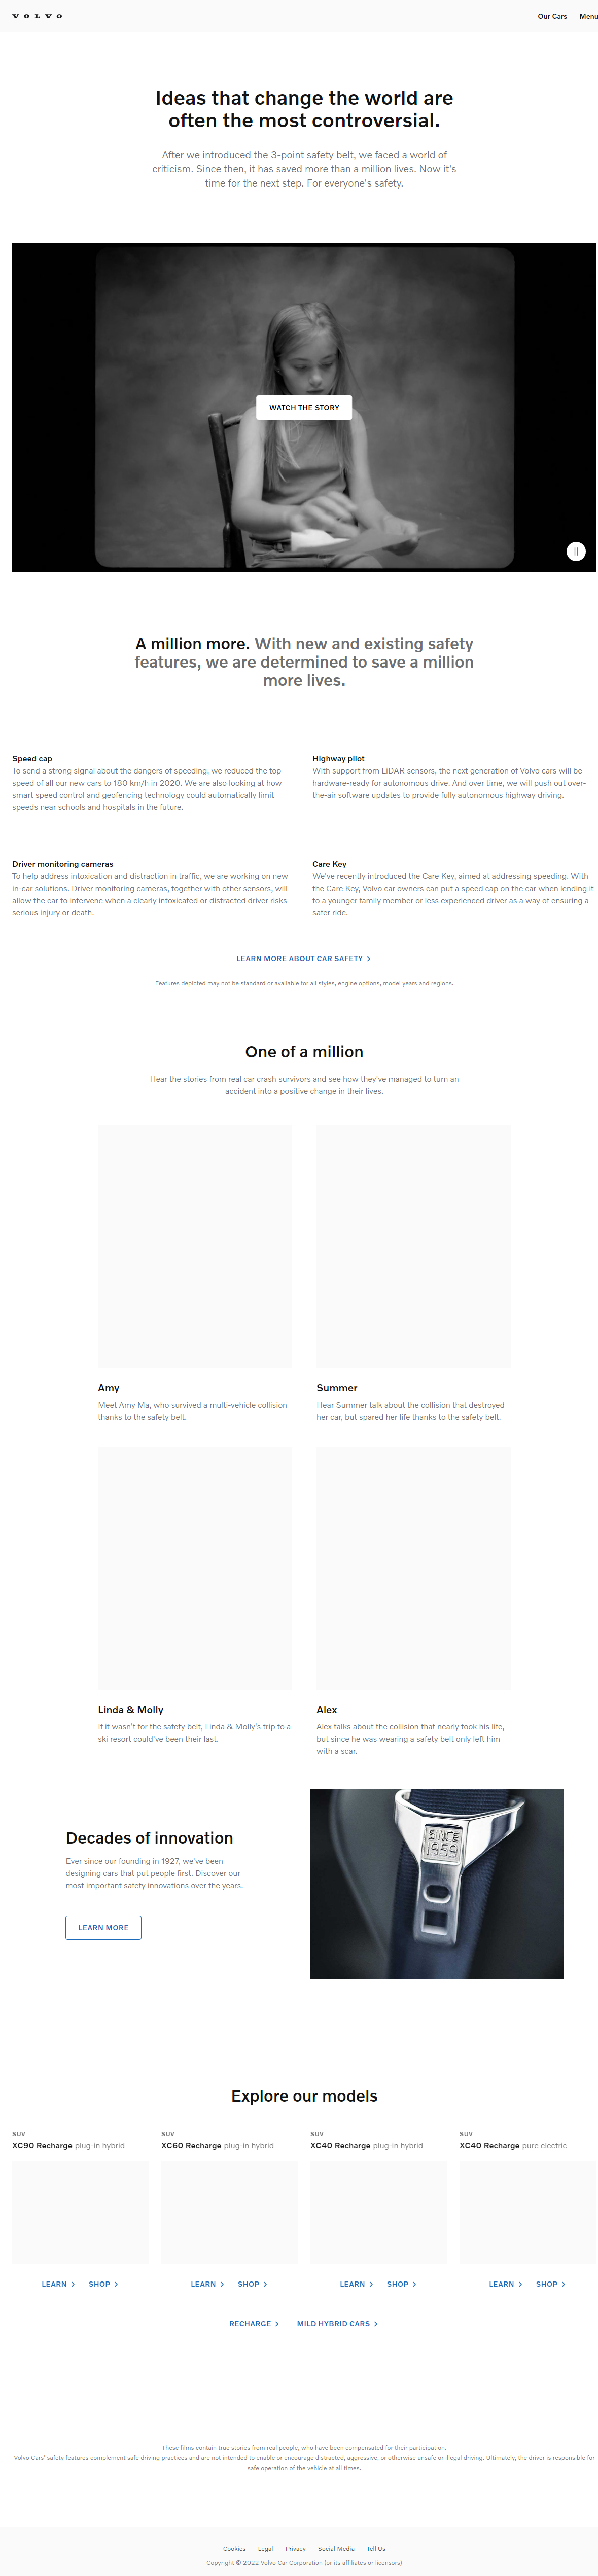 VOLVO
Our Cars
Menu
Ideas that change the world are
often the most controversial.
After we introduced the 3-point safety belt, we faced a world of
criticism. Since then, it has saved more than a million lives. Now it's
time for the next step. For everyone's safety.
WATCH THE STORY
A million more. With new and existing safety
features, we are determined to save a million
more lives.
Speed cap
To send a strong signal about the dangers of speeding, we reduced the top
speed of all our new cars to 180 km/h in 2020. We are also looking at how
smart speed control and geofencing technology could automatically limit
speeds near schools and hospitals in the future.
Highway pilot
With support from LiDAR sensors, the next generation of Volvo cars will be
hardware-ready for autonomous drive. And over time, we will push out over-
the-air software updates to provide fully autonomous highway driving.
Driver monitoring cameras
To help address intoxication and distraction in traffic, we are working on new
in-car solutions. Driver monitoring cameras, together with other sensors, will
allow the car to intervene when a clearly intoxicated or distracted driver risks
serious injury or death.
Care Key
We've recently introduced the Care Key, aimed at addressing speeding. With
the Care Key, Volvo car owners can put a speed cap on the car when lending it
to a younger family member or less experienced driver as a way of ensuring a
safer ride.
LEARN MORE ABOUT CAR SAFETY
Features depicted may not be standard or available for all styles, engine options, model years and regions.
One of a million
Hear the stories from real car crash survivors and see how they've managed to turn an
accident into a positive change in their lives.
Amy
Meet Amy Ma, who survived a multi-vehicle collision
thanks to the safety belt.
Summer
Hear Summer talk about the collision that destroyed
her car, but spared her life thanks to the safety belt.
Linda & Molly
If it wasn't for the safety belt, Linda & Molly's trip to a
ski resort could've been their last.
Alex
Alex talks about the collision that nearly took his life,
but since he was wearing a safety belt only left him
with a scar.
Decades of innovation
Ever since our founding in 1927, we've been
designing cars that put people first. Discover our
most important safety innovations over the years.
LEARN MORE
SINCE
1959
Explore our models
SUV
XC90 Recharge plug-in hybrid
SUV
XC60 Recharge plug-in hybrid
SUV
XC40 Recharge plug-in hybrid
SUV
XC40 Recharge pure electric
LEARN SHOP
LEARN SHOP
LEARN SHOP
LEARN SHOP
RECHARGE MILD HYBRID CARS
These films contain true stories from real people, who have been compensated for their participation.
Volvo Cars' safety features complement safe driving practices and are not intended to enable or encourage distracted, aggressive, or otherwise unsafe or illegal driving. Ultimately, the driver is responsible for
safe operation of the vehicle at all times.
Cookies Legal Privacy Social Media Tell Us
Copyright © 2022 Volvo Car Corporation (or its affiliates or licensors)